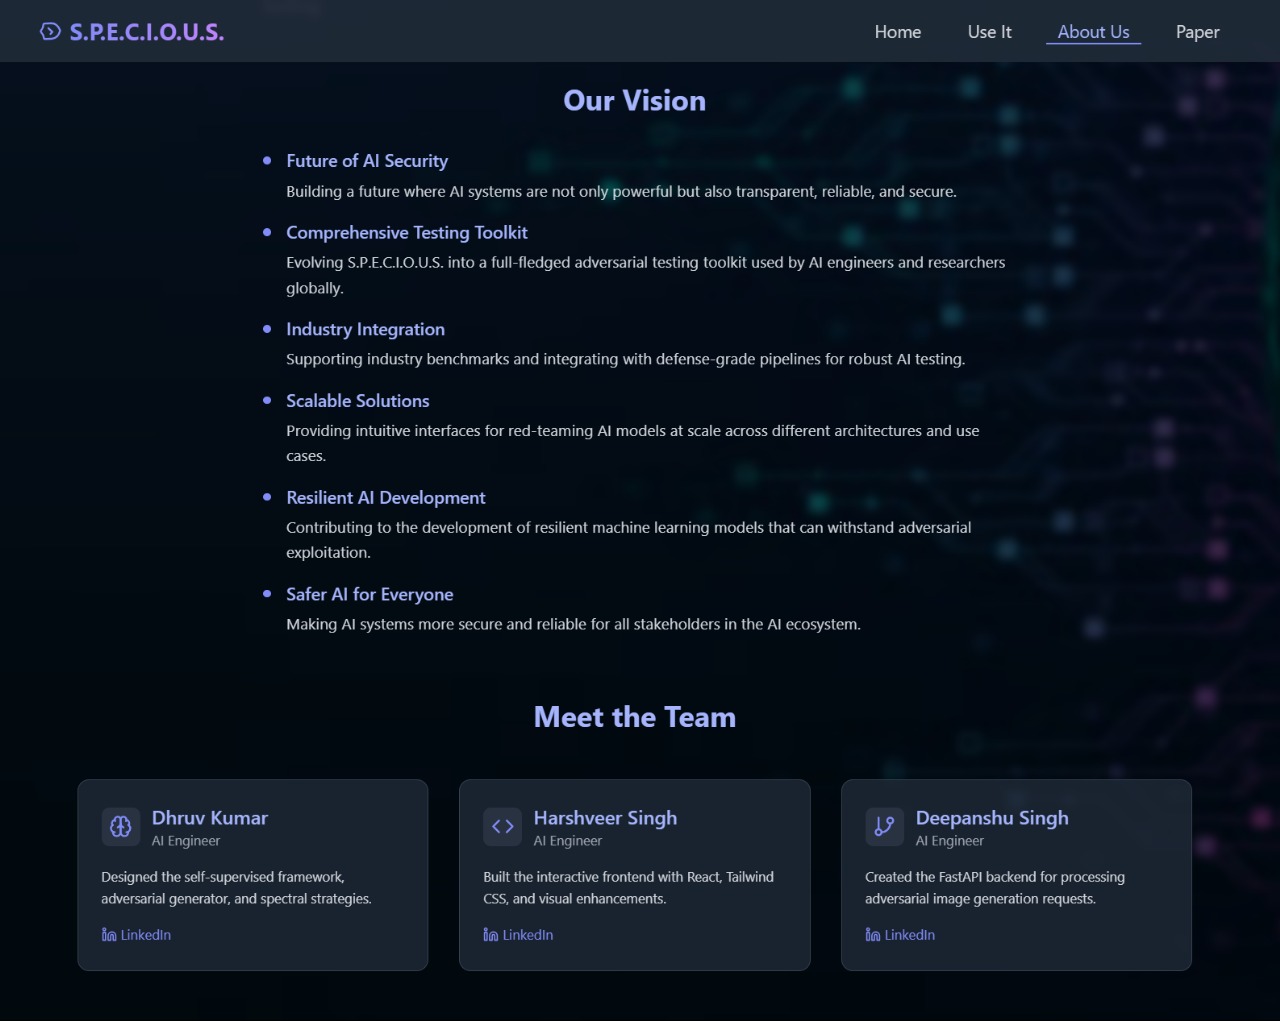 S.P.E.C.I.O.U.S.
Home
Use It
About Us
Paper
Our Vision
Future of AI Security
Building a future where AI systems are not only powerful but also transparent, reliable, and secure.
Comprehensive Testing Toolkit
Evolving S.P.E.C.I.O.U.S. into a full-fledged adversarial testing toolkit used by AI engineers and researchers
globally.
Industry Integration
Supporting industry benchmarks and integrating with defense-grade pipelines for robust AI testing.
Scalable Solutions
Providing intuitive interfaces for red-teaming AI models at scale across different architectures and use
cases.
Resilient AI Development
Contributing to the development of resilient machine learning models that can withstand adversarial
exploitation.
Safer AI for Everyone
Making AI systems more secure and reliable for all stakeholders in the AI ecosystem.
Meet the Team
Dhruv Kumar
AI Engineer
Designed the self-supervised framework,
adversarial generator, and spectral strategies.
LinkedIn
Harshveer Singh
AI Engineer
Built the interactive frontend with React, Tailwind
CSS, and visual enhancements.
LinkedIn
Deepanshu Singh
AI Engineer
Created the FastAPI backend for processing
adversarial image generation requests.
LinkedIn